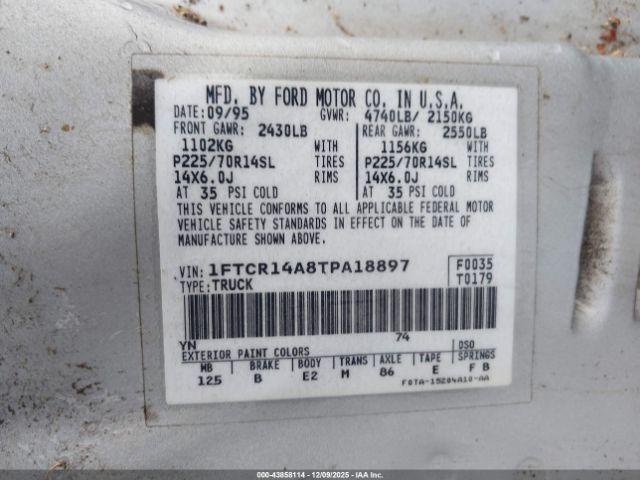 MFD. BY FORD MOTOR CO. IN U.S.A.
DATE: 09/95 GVWR: 4740LB/ 2150KG
FRONT GAWR: 2430LB REAR GAWR: 2550LB
1102KG WITH 1156KG WITH
P225/70R14SL TIRES P225/70R14SL TIRES
14X6.0J RIMS 14X6.0J RIMS
AT 35 PSI COLD AT 35 PSI COLD
THIS VEHICLE CONFORMS TO ALL APPLICABLE FEDERAL MOTOR
VEHICLE SAFETY STANDARDS IN EFFECT ON THE DATE OF
MANUFACTURE SHOWN ABOVE.
VIN: 1FTCR14A8TPA18897 F0035
TYPE: TRUCK T0179
YN 74
EXTERIOR PAINT COLORS DSO
WB BRAKE BODY TRANS AXLE TAPE SPRINGS
125 B E2 M 86 E F B
F0TA-15204A10-AA
IAA - 43858114 - 12/09/2025 - IAAI.COM